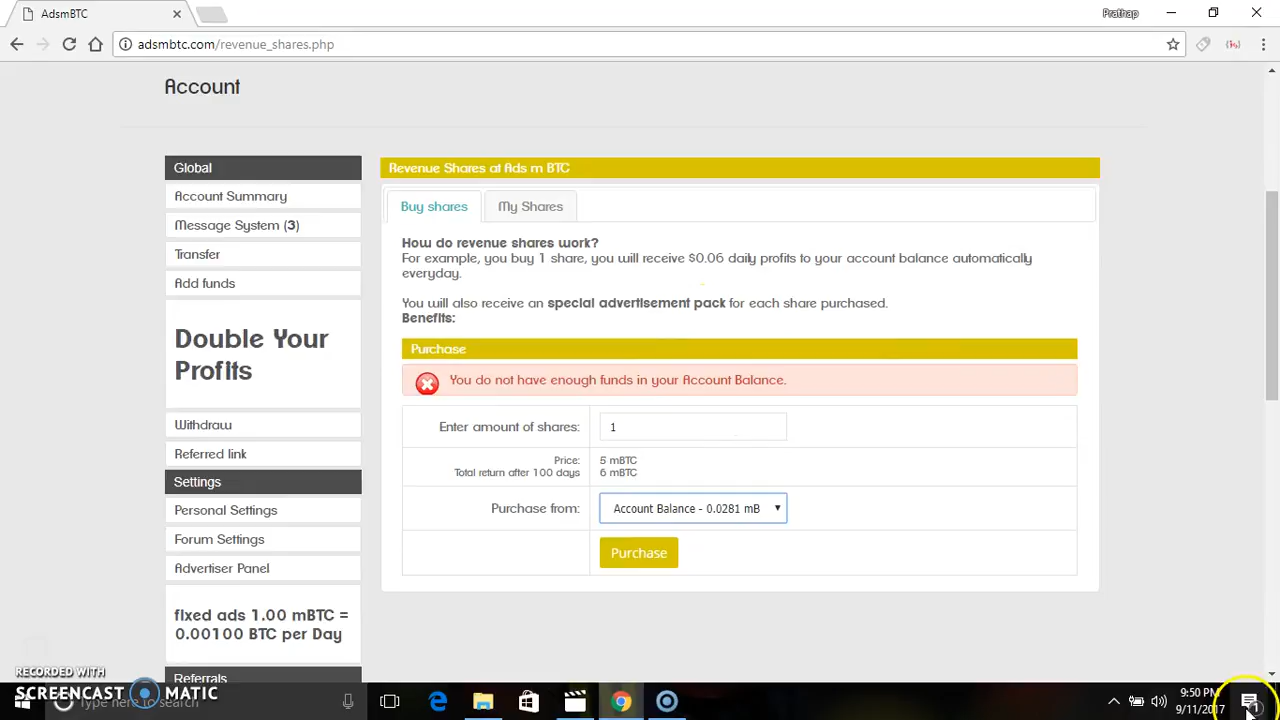 AdsmBTC
Prathap
adsmbtc.com/revenue_shares.php
Account
Global
Account Summary
Message System (3)
Transfer
Add funds
Double Your
Profits
Withdraw
Referred link
Settings
Personal Settings
Forum Settings
Advertiser Panel
fixed ads 1.00 mBTC =
0.00100 BTC per Day
Referrals
Revenue Shares at Ads m BTC
Buy shares
My Shares
How do revenue shares work?
For example, you buy 1 share, you will receive $0.06 daily profits to your account balance automatically
everyday.
You will also receive an special advertisement pack for each share purchased.
Benefits:
Purchase
You do not have enough funds in your Account Balance.
Enter amount of shares: 1
Price: 5 mBTC
Total return after 100 days 6 mBTC
Purchase from: Account Balance - 0.0281 mB
Purchase
RECORDED WITH
SCREENCAST MATIC
Type here to search
9:50 PM
9/11/2017
1